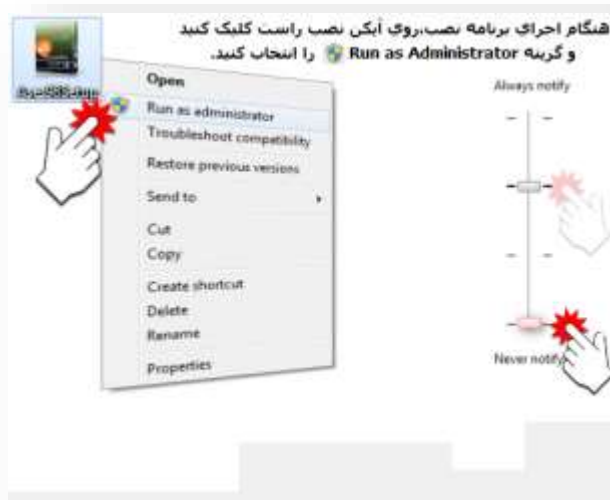 هنگام اجرای برنامه نصب،روی آیکن نصب راست کلیک کنید
و گزینه Run as Administrator را انتخاب کنید.
Always notify
Open
Run as administrator
Troubleshoot compatibility
Restore previous versions
Send to
Cut
Copy
Create shortcut
Delete
Rename
Properties
Never notify